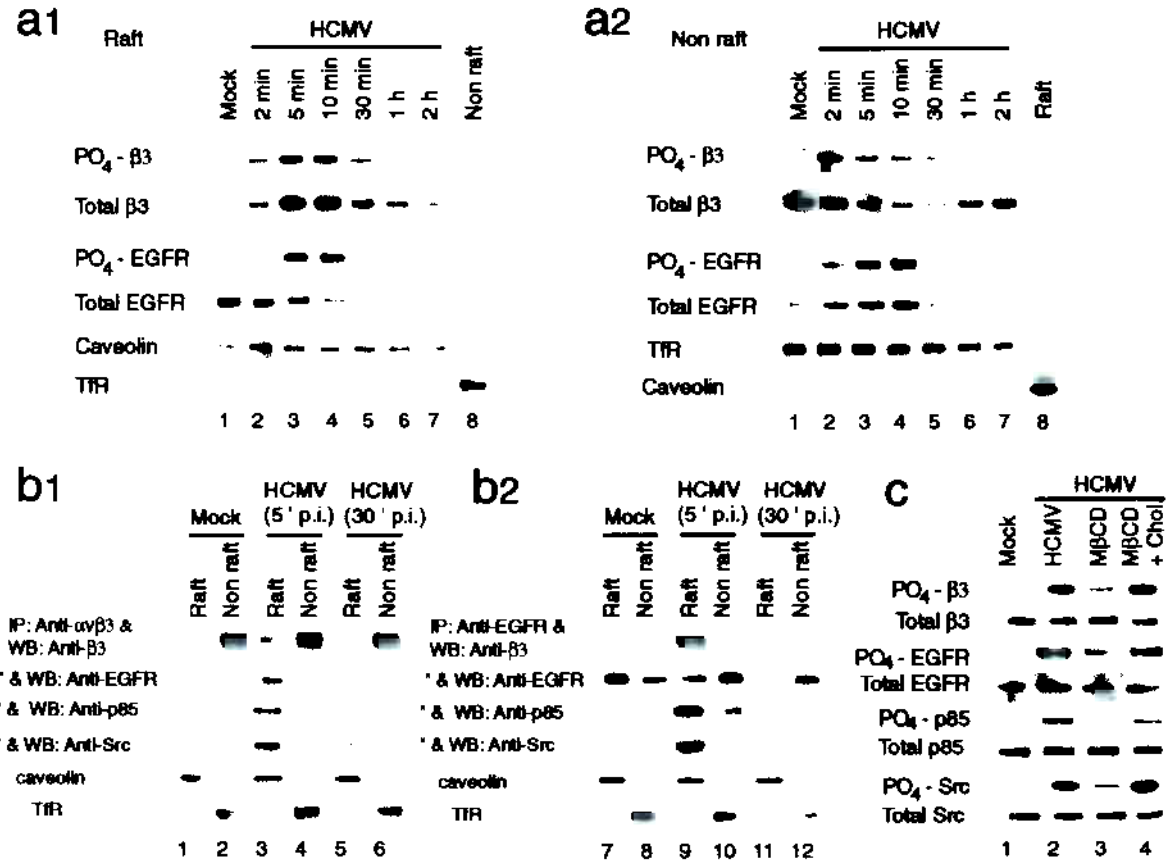 a1
Raft
HCMV
Mock
2 min
5 min
10 min
30 min
1 h
2 h
Non raft
PO4 - β3
Total β3
PO4 - EGFR
Total EGFR
Caveolin
TfR
1 2 3 4 5 6 7 8
a2
Non raft
HCMV
Mock
2 min
5 min
10 min
30 min
1 h
2 h
Raft
PO4 - β3
Total β3
PO4 - EGFR
Total EGFR
TfR
Caveolin
1 2 3 4 5 6 7 8
b1
Mock
HCMV
(5 ' p.i.)
HCMV
(30 ' p.i.)
Raft
Non raft
Raft
Non raft
Raft
Non raft
IP: Anti-αvβ3 &
WB: Anti-β3
" & WB: Anti-EGFR
" & WB: Anti-p85
" & WB: Anti-Src
caveolin
TfR
1 2 3 4 5 6
b2
Mock
HCMV
(5 ' p.i.)
HCMV
(30 ' p.i.)
Raft
Non raft
Raft
Non raft
Raft
Non raft
IP: Anti-EGFR &
WB: Anti-β3
" & WB: Anti-EGFR
" & WB: Anti-p85
" & WB: Anti-Src
caveolin
TfR
7 8 9 10 11 12
c
HCMV
Mock
HCMV
MβCD
MβCD
+ Chol
PO4 - β3
Total β3
PO4 - EGFR
Total EGFR
PO4 - p85
Total p85
PO4 - Src
Total Src
1 2 3 4